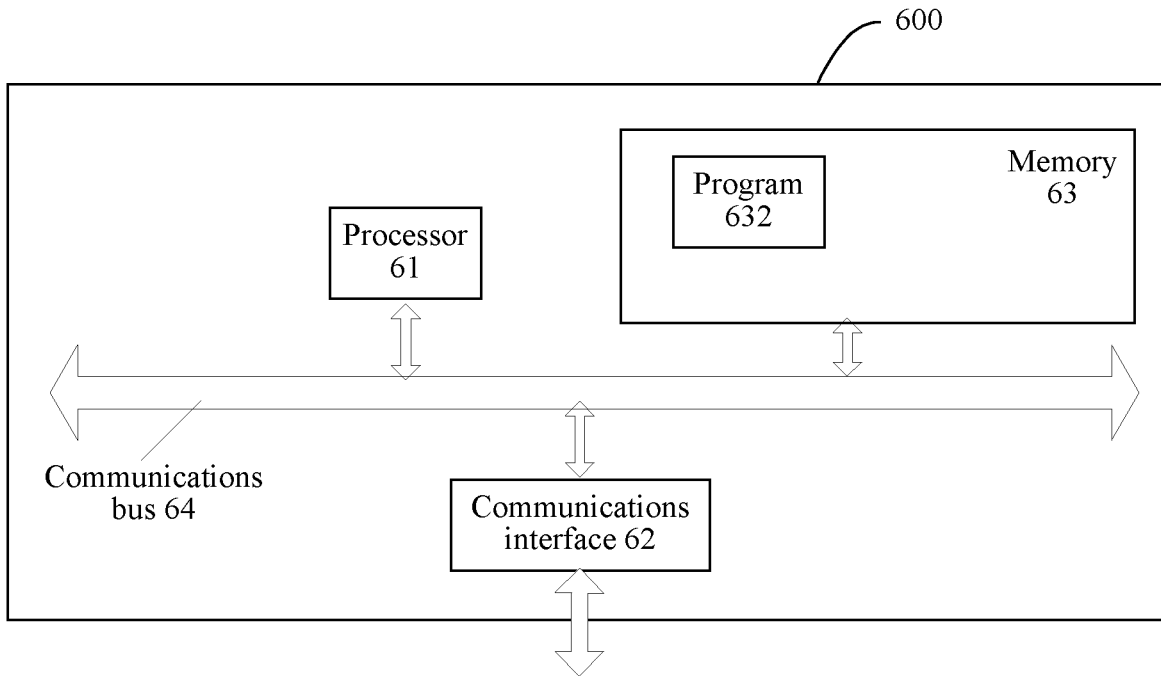 600
Memory
63
Program
632
Processor
61
Communications
bus 64
Communications
interface 62